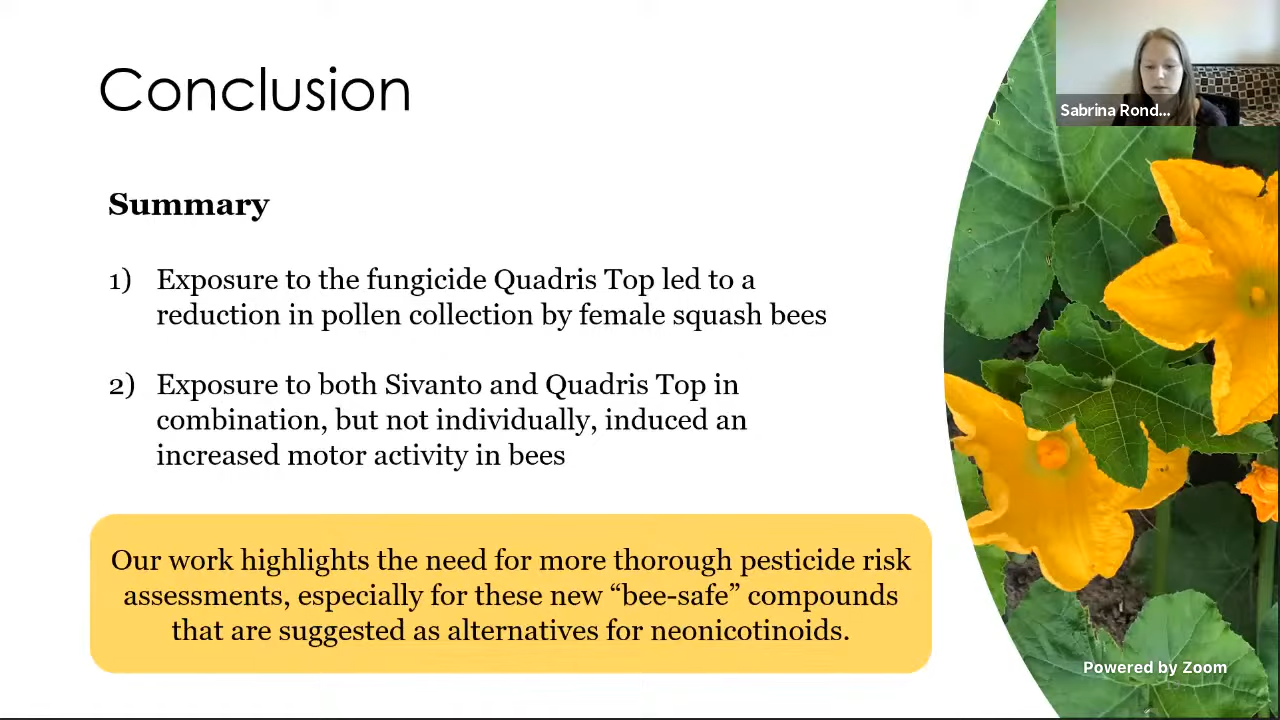 Conclusion
Sabrina Rond...
Summary
1) Exposure to the fungicide Quadris Top led to a
reduction in pollen collection by female squash bees
2) Exposure to both Sivanto and Quadris Top in
combination, but not individually, induced an
increased motor activity in bees
Our work highlights the need for more thorough pesticide risk
assessments, especially for these new “bee-safe” compounds
that are suggested as alternatives for neonicotinoids.
Powered by Zoom